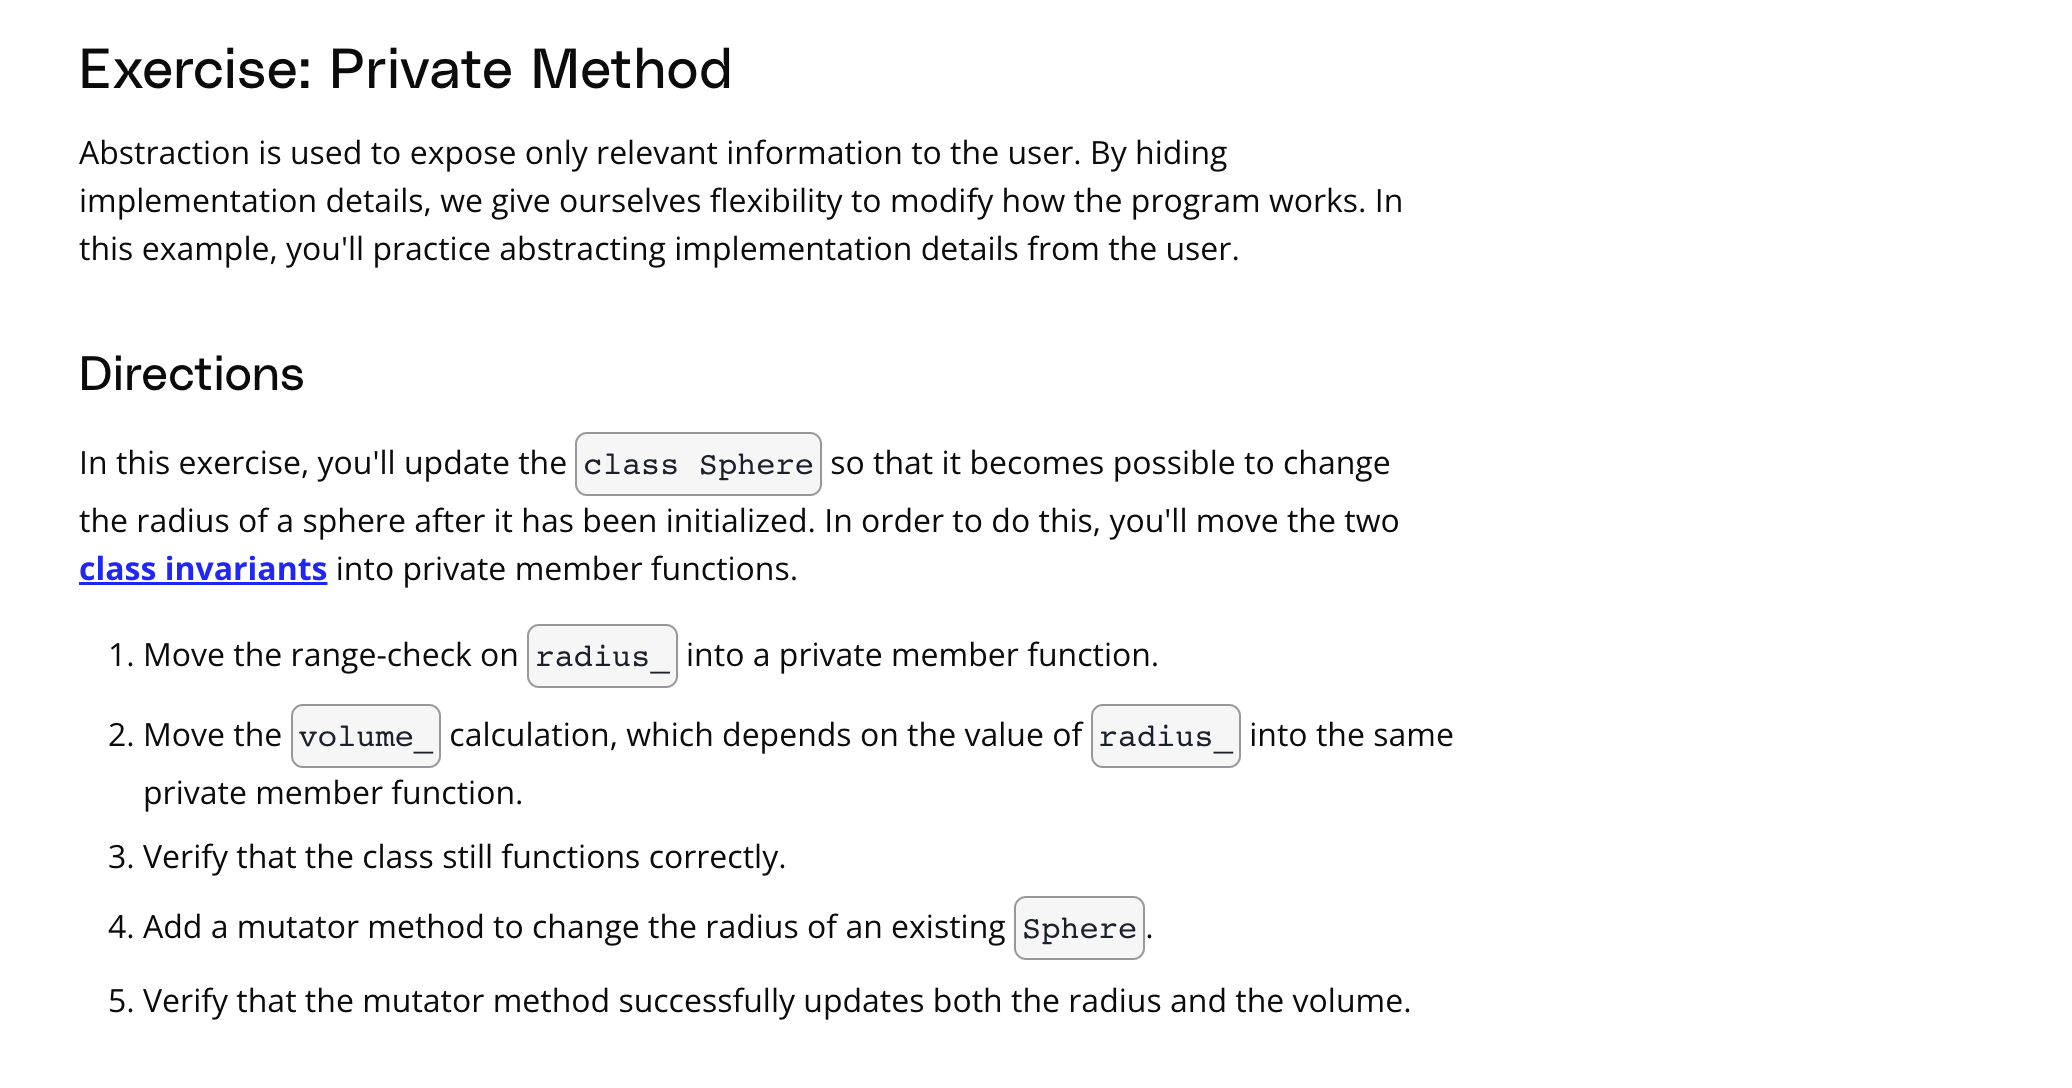 Exercise: Private Method
Abstraction is used to expose only relevant information to the user. By hiding
implementation details, we give ourselves flexibility to modify how the program works. In
this example, you'll practice abstracting implementation details from the user.
Directions
In this exercise, you'll update the class Sphere so that it becomes possible to change
the radius of a sphere after it has been initialized. In order to do this, you'll move the two
class invariants into private member functions.
1. Move the range-check on radius_ into a private member function.
2. Move the volume_ calculation, which depends on the value of radius_ into the same
private member function.
3. Verify that the class still functions correctly.
4. Add a mutator method to change the radius of an existing Sphere.
5. Verify that the mutator method successfully updates both the radius and the volume.